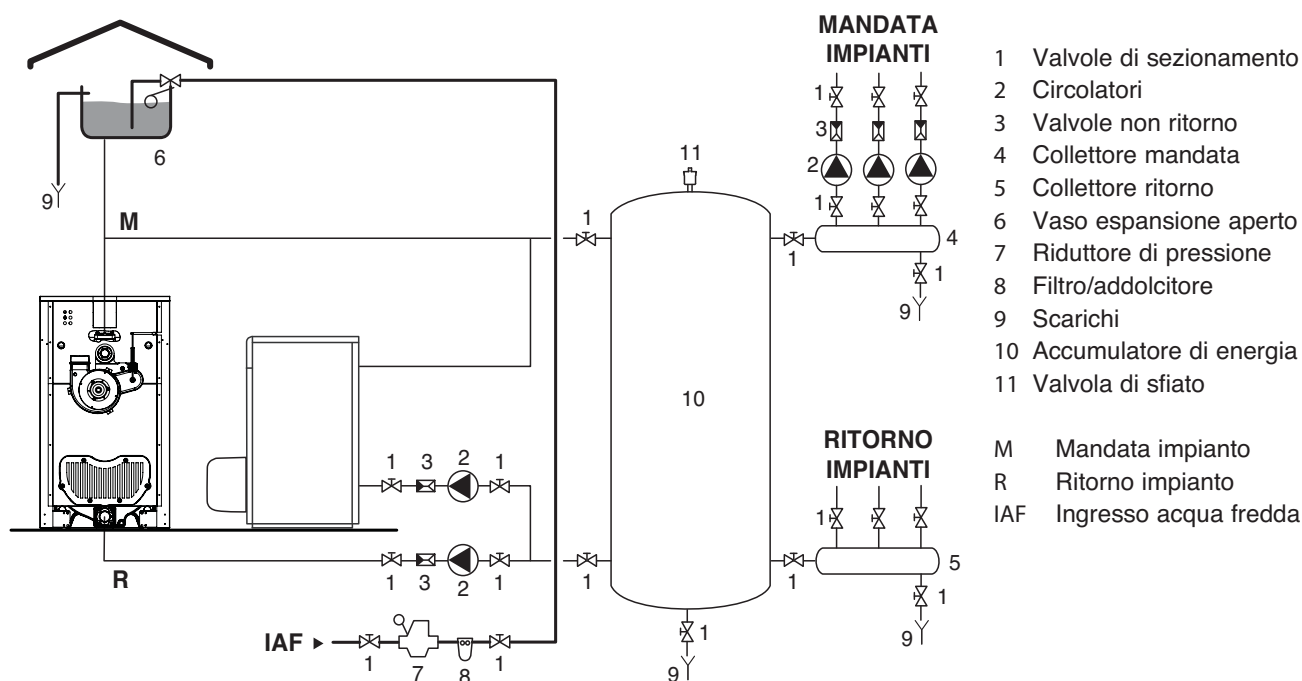 MANDATA
IMPIANTI
1
3
2
1
4
1
1
9
11
6
9
M
1
10
1 3 2 1
R
1 3 2 1
1
RITORNO
IMPIANTI
1
1
5
1
9
1
9
IAF
1
7
8
1
1 Valvole di sezionamento
2 Circolatori
3 Valvole non ritorno
4 Collettore mandata
5 Collettore ritorno
6 Vaso espansione aperto
7 Riduttore di pressione
8 Filtro/addolcitore
9 Scarichi
10 Accumulatore di energia
11 Valvola di sfiato
M Mandata impianto
R Ritorno impianto
IAF Ingresso acqua fredda